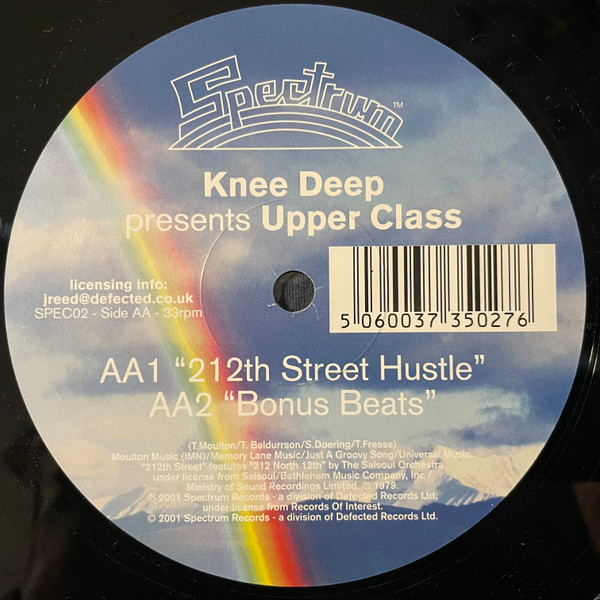 Spectrum™
Knee Deep
presents Upper Class
licensing info:
jreed@defected.co.uk
SPEC02 - Side AA - 33rpm
5 060037 350276
AA1 “212th Street Hustle”
AA2 “Bonus Beats”
(T.Moulton/T. Baldurrson/S.Doering/T.Fresse)
Moulton Music (IMN)/Memory Lane Music/Just A Groovy Song/Universal Music.
"212th Street" features "212 North 12th" by The Salsoul Orchestra
under license from Salsoul/Bethlehem Music Company, Inc /
Ministry of Sound Recordings Limited. ℗ 1979.
℗ 2001 Spectrum Records - a division of Defected Records Ltd,
under license from Records Of Interest.
© 2001 Spectrum Records - a division of Defected Records Ltd.